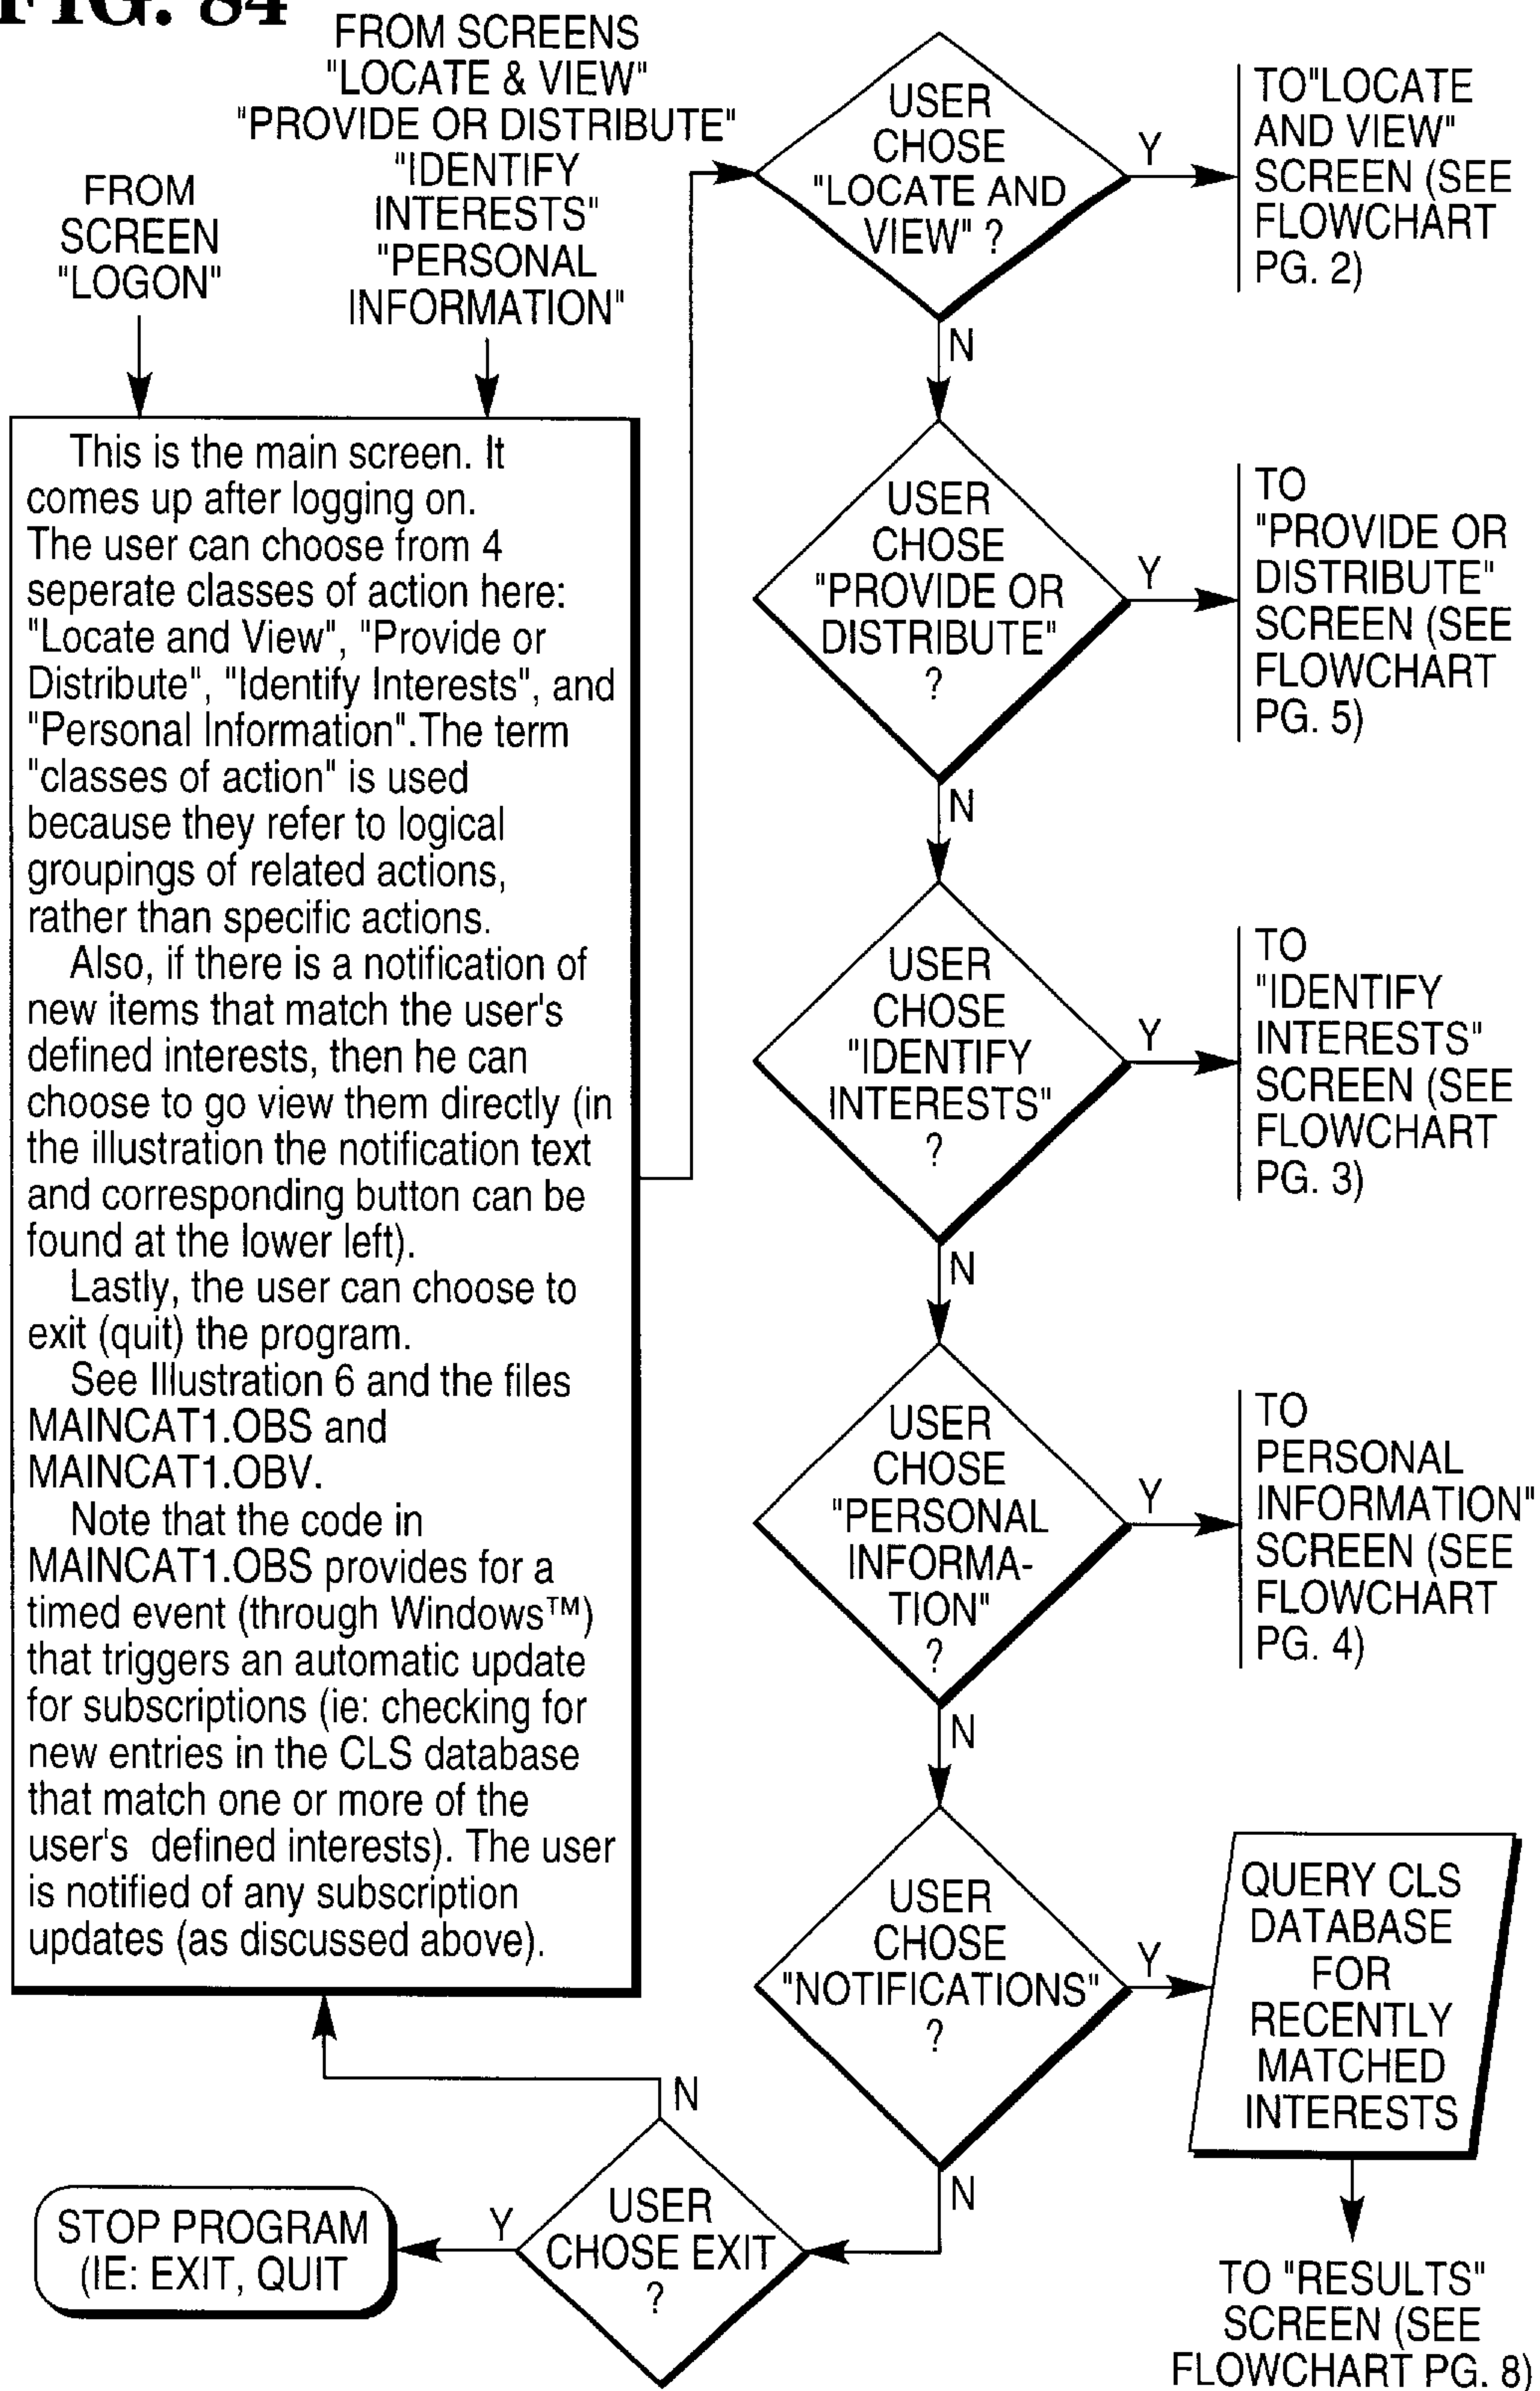 FIG. 84
FROM SCREENS
"LOCATE & VIEW"
"PROVIDE OR DISTRIBUTE"
"IDENTIFY
INTERESTS"
"PERSONAL
INFORMATION"
FROM
SCREEN
"LOGON"
This is the main screen. It
comes up after logging on.
The user can choose from 4
seperate classes of action here:
"Locate and View", "Provide or
Distribute", "Identify Interests", and
"Personal Information".The term
"classes of action" is used
because they refer to logical
groupings of related actions,
rather than specific actions.
Also, if there is a notification of
new items that match the user's
defined interests, then he can
choose to go view them directly (in
the illustration the notification text
and corresponding button can be
found at the lower left).
Lastly, the user can choose to
exit (quit) the program.
See Illustration 6 and the files
MAINCAT1.OBS and
MAINCAT1.OBV.
Note that the code in
MAINCAT1.OBS provides for a
timed event (through Windows™)
that triggers an automatic update
for subscriptions (ie: checking for
new entries in the CLS database
that match one or more of the
user's defined interests). The user
is notified of any subscription
updates (as discussed above).
USER
CHOSE
"LOCATE AND
VIEW" ?
Y
TO"LOCATE
AND VIEW"
SCREEN (SEE
FLOWCHART
PG. 2)
N
USER
CHOSE
"PROVIDE OR
DISTRIBUTE"
?
Y
TO
"PROVIDE OR
DISTRIBUTE"
SCREEN (SEE
FLOWCHART
PG. 5)
N
USER
CHOSE
"IDENTIFY
INTERESTS"
?
Y
TO
"IDENTIFY
INTERESTS"
SCREEN (SEE
FLOWCHART
PG. 3)
N
USER
CHOSE
"PERSONAL
INFORMA-
TION"
?
Y
TO
PERSONAL
INFORMATION"
SCREEN (SEE
FLOWCHART
PG. 4)
N
USER
CHOSE
"NOTIFICATIONS"
?
Y
QUERY CLS
DATABASE
FOR
RECENTLY
MATCHED
INTERESTS
TO "RESULTS"
SCREEN (SEE
FLOWCHART PG. 8)
N
USER
CHOSE EXIT
?
N
Y
STOP PROGRAM
(IE: EXIT, QUIT